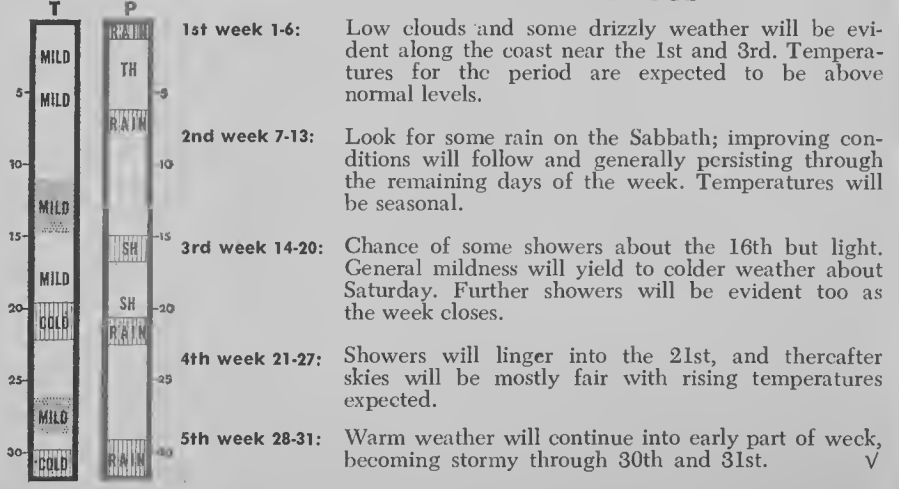 T P
RAIN
MILD
TH
5 MILD 5
RAIN
10 10
MILD
15 15
SH
MILD
SH
20 20
COLD
RAIN
25 25
MILD
30 COLD RAIN 30
1st week 1-6: Low clouds and some drizzly weather will be evi-
dent along the coast near the 1st and 3rd. Tempera-
tures for the period are expected to be above
normal levels.
2nd week 7-13: Look for some rain on the Sabbath; improving con-
ditions will follow and generally persisting through
the remaining days of the week. Temperatures will
be seasonal.
3rd week 14-20: Chance of some showers about the 16th but light.
General mildness will yield to colder weather about
Saturday. Further showers will be evident too as
the week closes.
4th week 21-27: Showers will linger into the 21st, and thereafter
skies will be mostly fair with rising temperatures
expected.
5th week 28-31: Warm weather will continue into early part of week,
becoming stormy through 30th and 31st. V